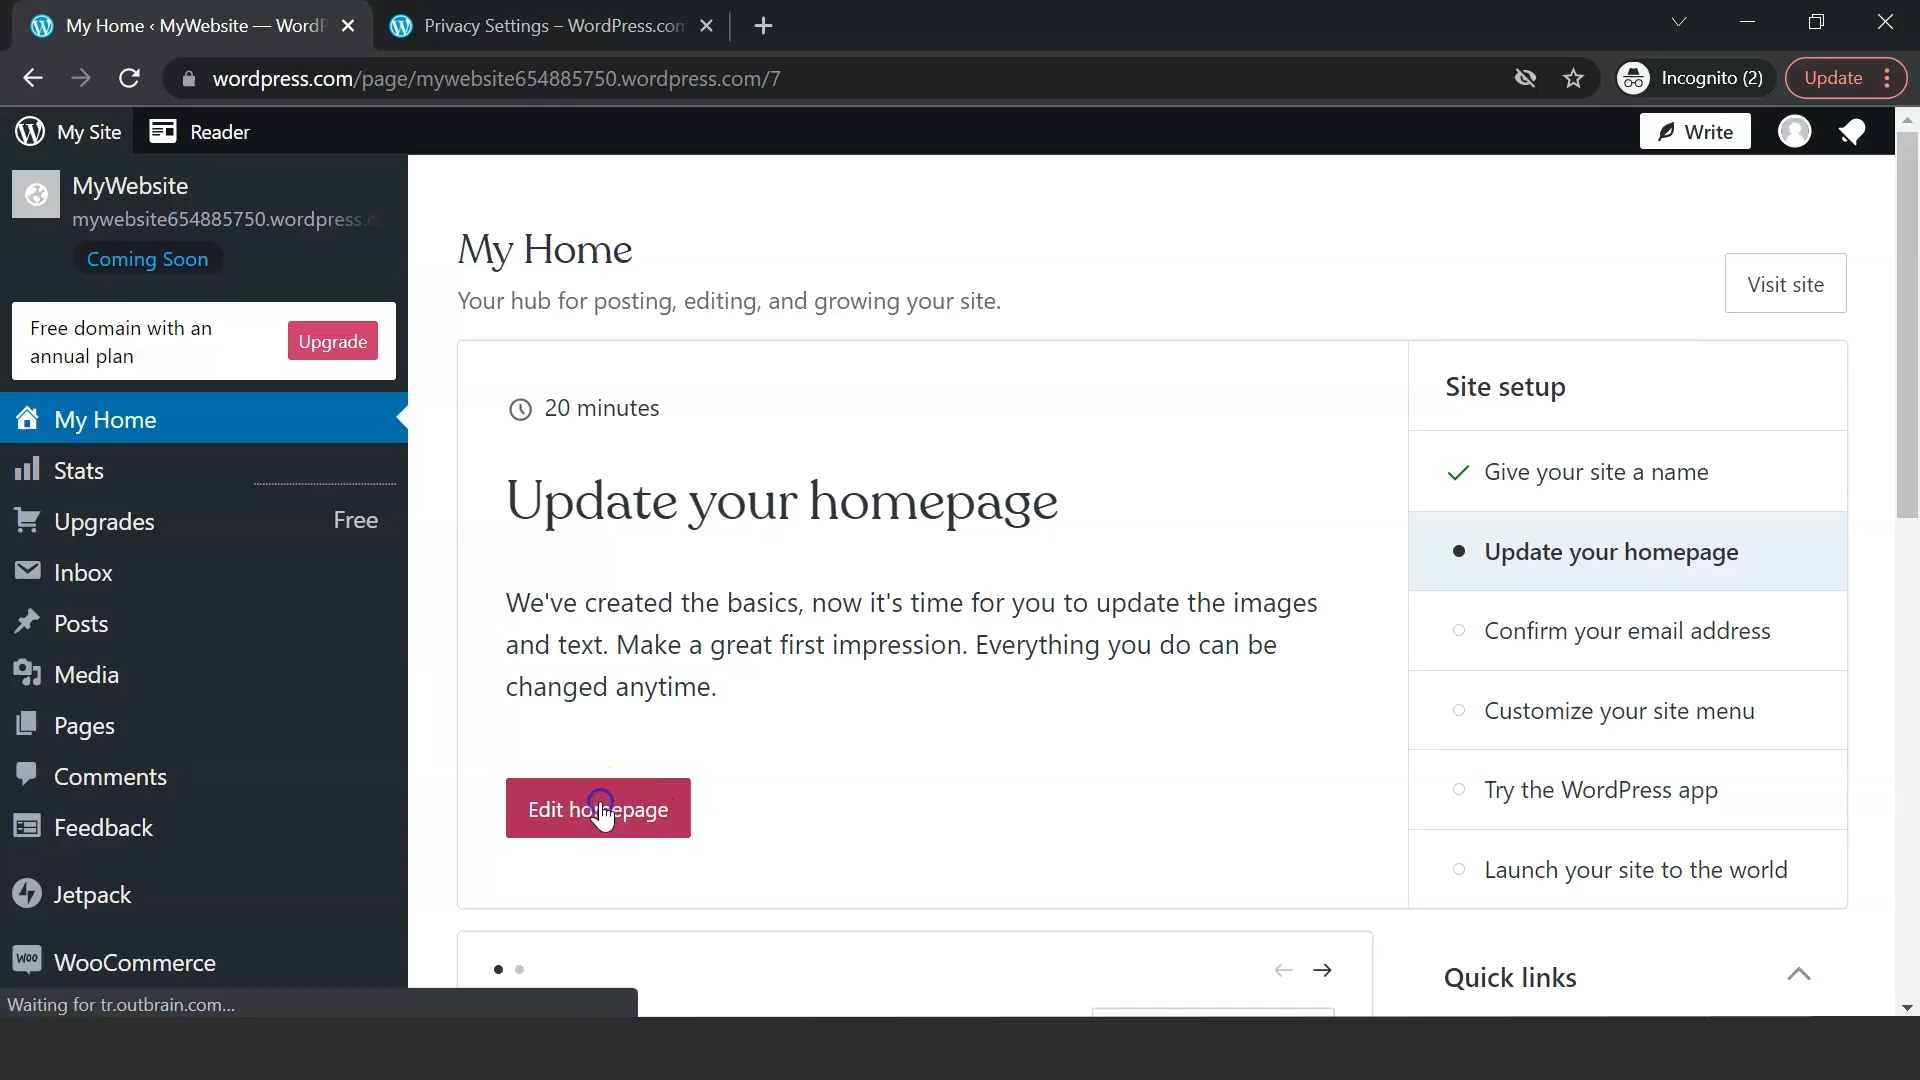 My Home ‹ MyWebsite — WordP
Privacy Settings – WordPress.com
wordpress.com/page/mywebsite654885750.wordpress.com/7
Incognito (2)
Update
My Site
Reader
Write
MyWebsite
mywebsite654885750.wordpress.c
Coming Soon
Free domain with an
annual plan
Upgrade
My Home
Stats
Upgrades
Free
Inbox
Posts
Media
Pages
Comments
Feedback
Jetpack
WOO
WooCommerce
Waiting for tr.outbrain.com...
My Home
Your hub for posting, editing, and growing your site.
Visit site
20 minutes
Update your homepage
We've created the basics, now it's time for you to update the images
and text. Make a great first impression. Everything you do can be
changed anytime.
Edit homepage
Site setup
Give your site a name
Update your homepage
Confirm your email address
Customize your site menu
Try the WordPress app
Launch your site to the world
Quick links